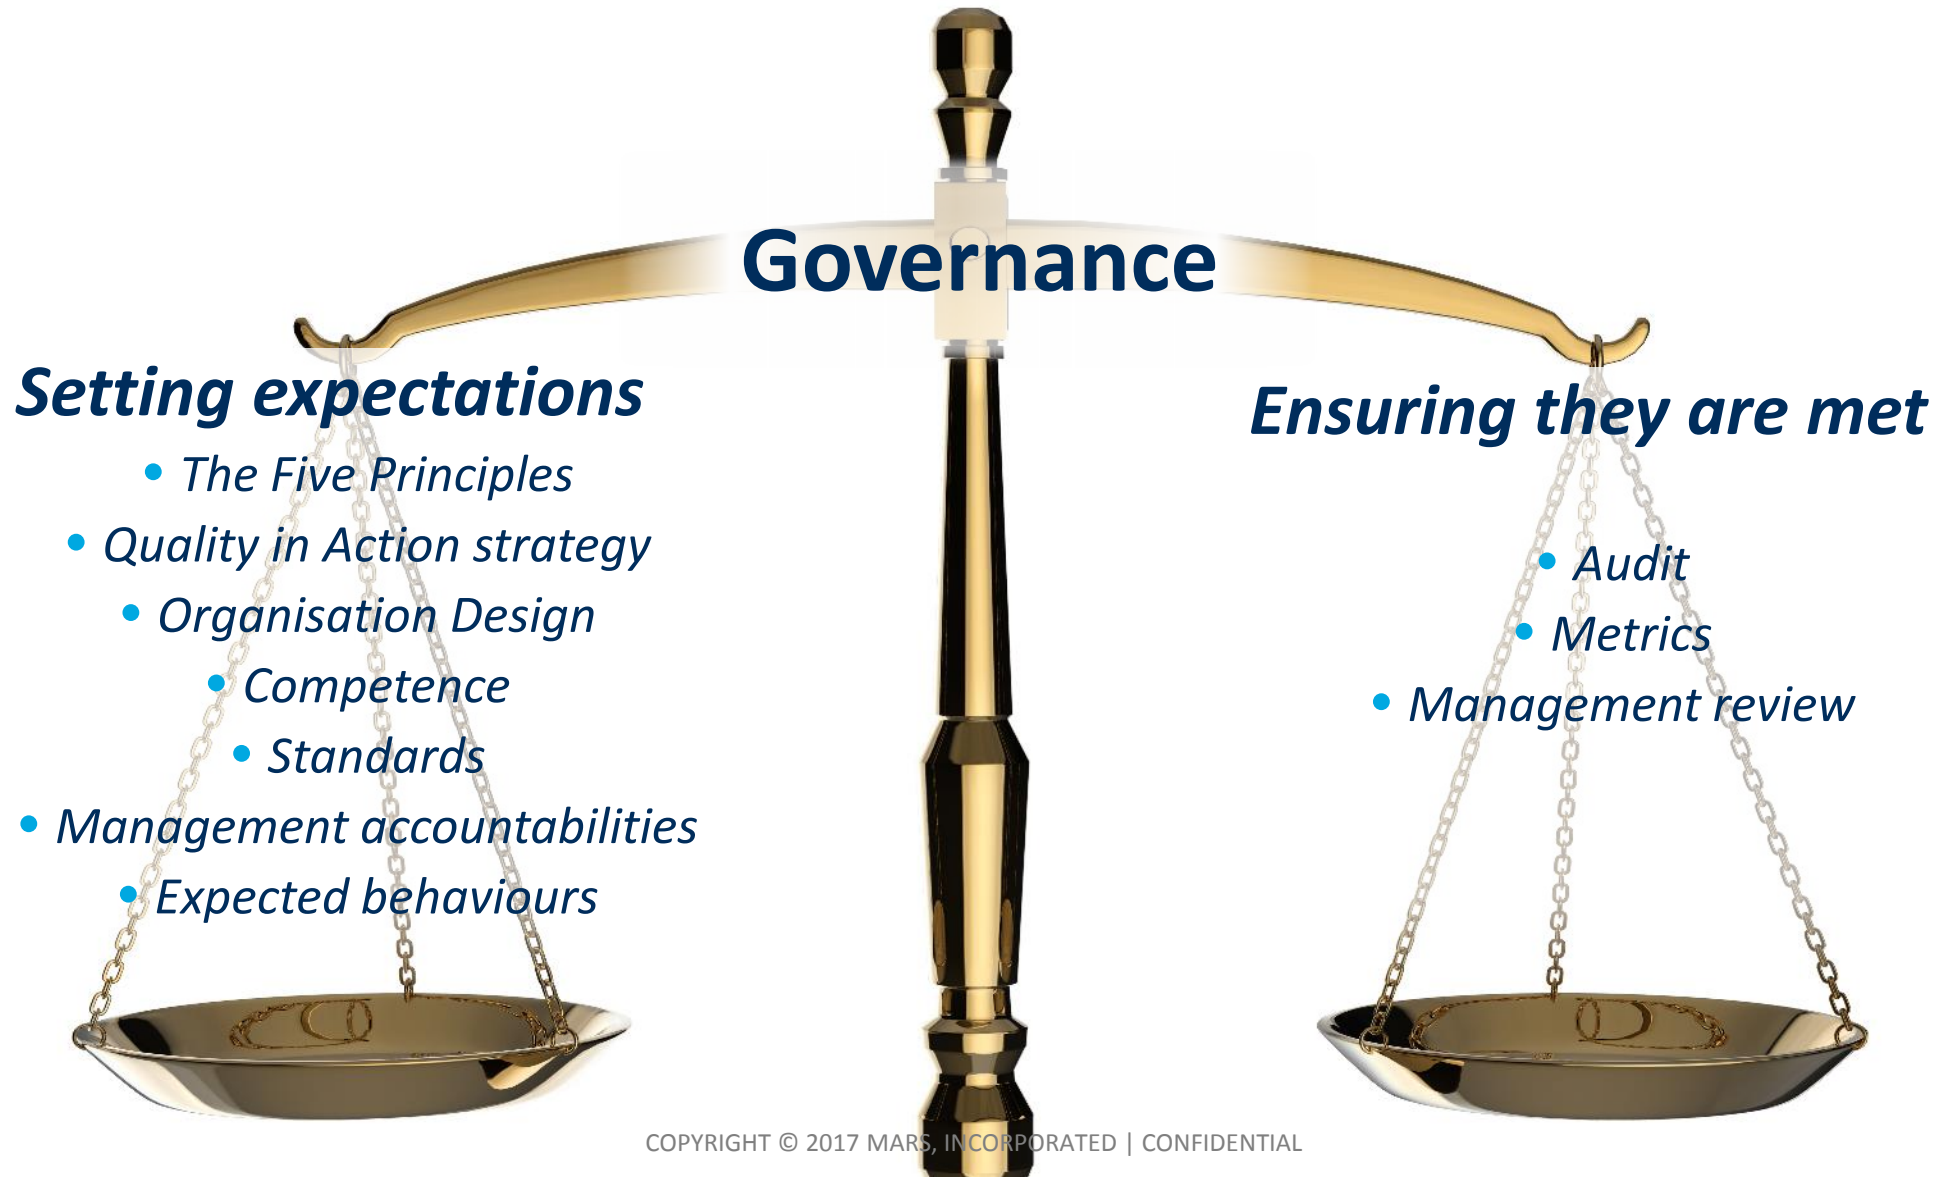 Governance
Setting expectations
• The Five Principles
• Quality in Action strategy
• Organisation Design
• Competence
• Standards
• Management accountabilities
• Expected behaviours
Ensuring they are met
• Audit
• Metrics
• Management review
COPYRIGHT © 2017 MARS, INCORPORATED | CONFIDENTIAL